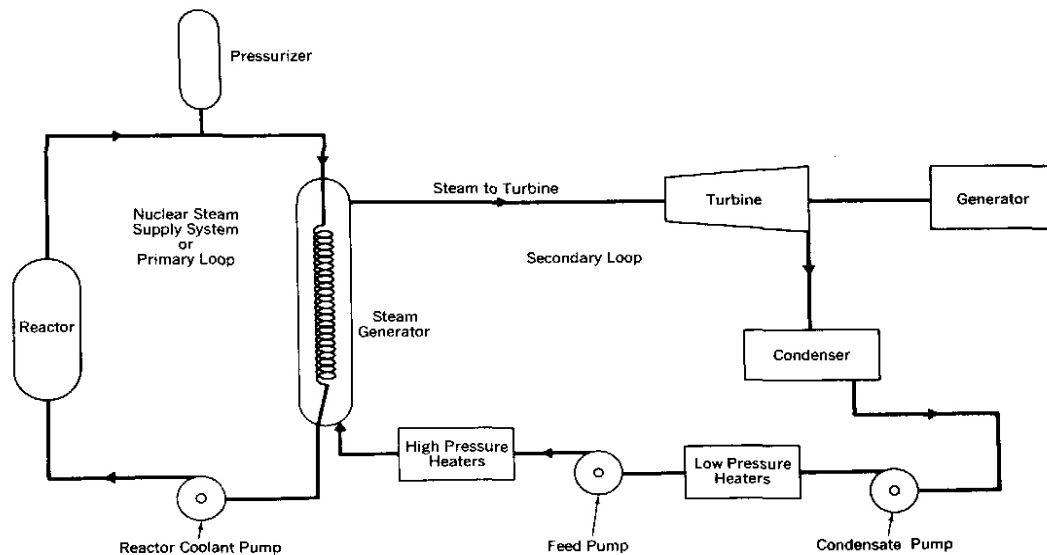 Pressurizer
Nuclear Steam
Supply System
or
Primary Loop
Reactor
Steam to Turbine
Turbine
Generator
Secondary Loop
Steam
Generator
Condenser
High Pressure
Heaters
Low Pressure
Heaters
Reactor Coolant Pump
Feed Pump
Condensate Pump